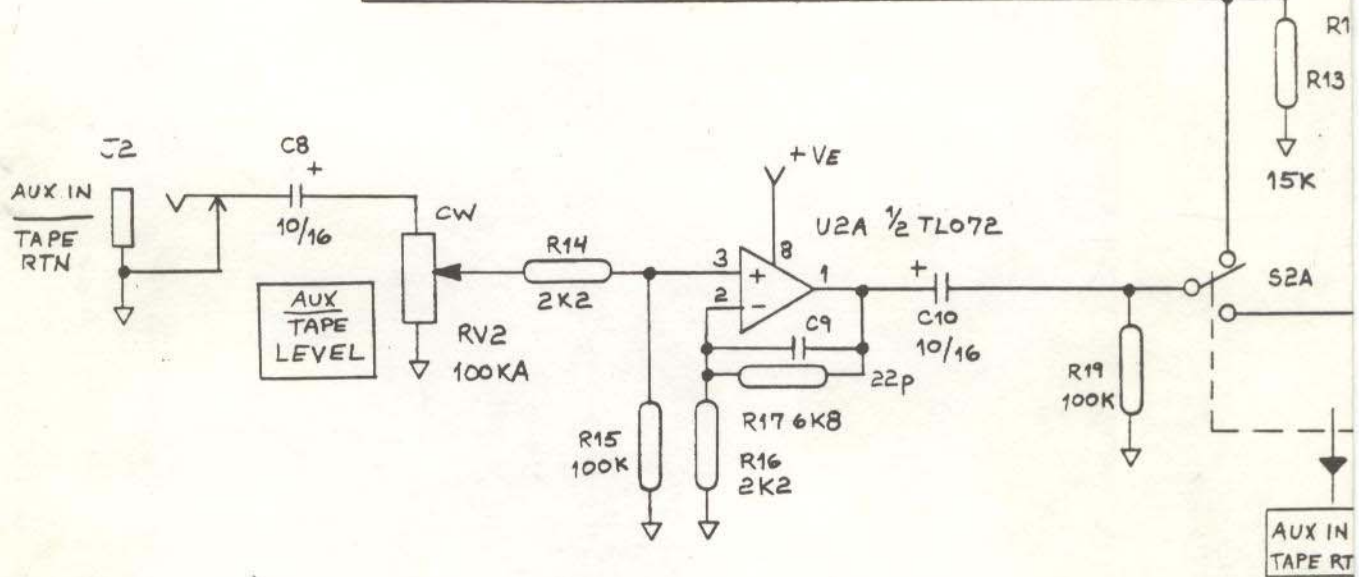 R1
R13
15K
J2
AUX IN
TAPE
RTN
C8
+
10/16
CW
AUX
TAPE
LEVEL
RV2
100KA
R14
2K2
R15
100K
+VE
U2A ½ TL072
3
+
8
1
2
-
C9
22p
R17 6K8
R16
2K2
+
C10
10/16
R19
100K
S2A
AUX IN
TAPE RT